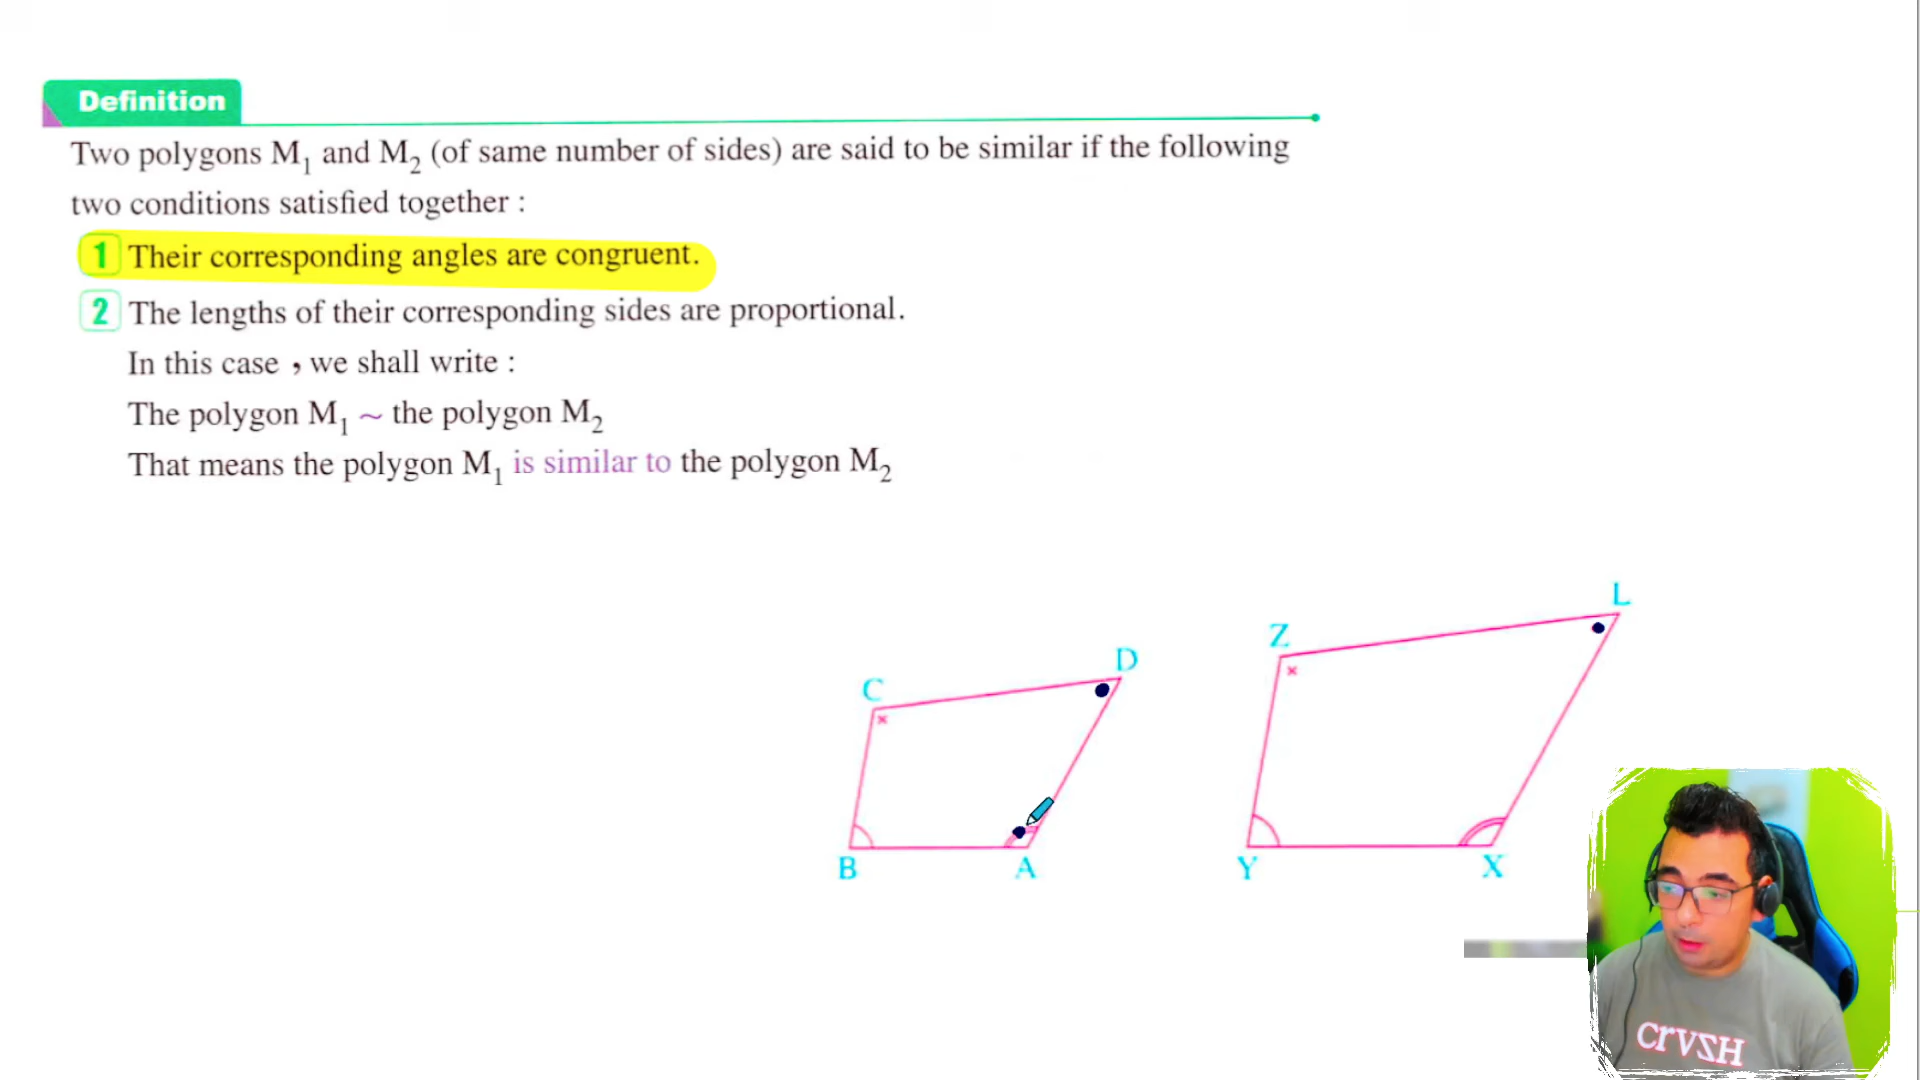 Definition
Two polygons M₁ and M₂ (of same number of sides) are said to be similar if the following
two conditions satisfied together :
1 Their corresponding angles are congruent.
2 The lengths of their corresponding sides are proportional.
In this case , we shall write :
The polygon M₁ ~ the polygon M₂
That means the polygon M₁ is similar to the polygon M₂
L
Z
D
C
B
A
Y
X
CrVSH